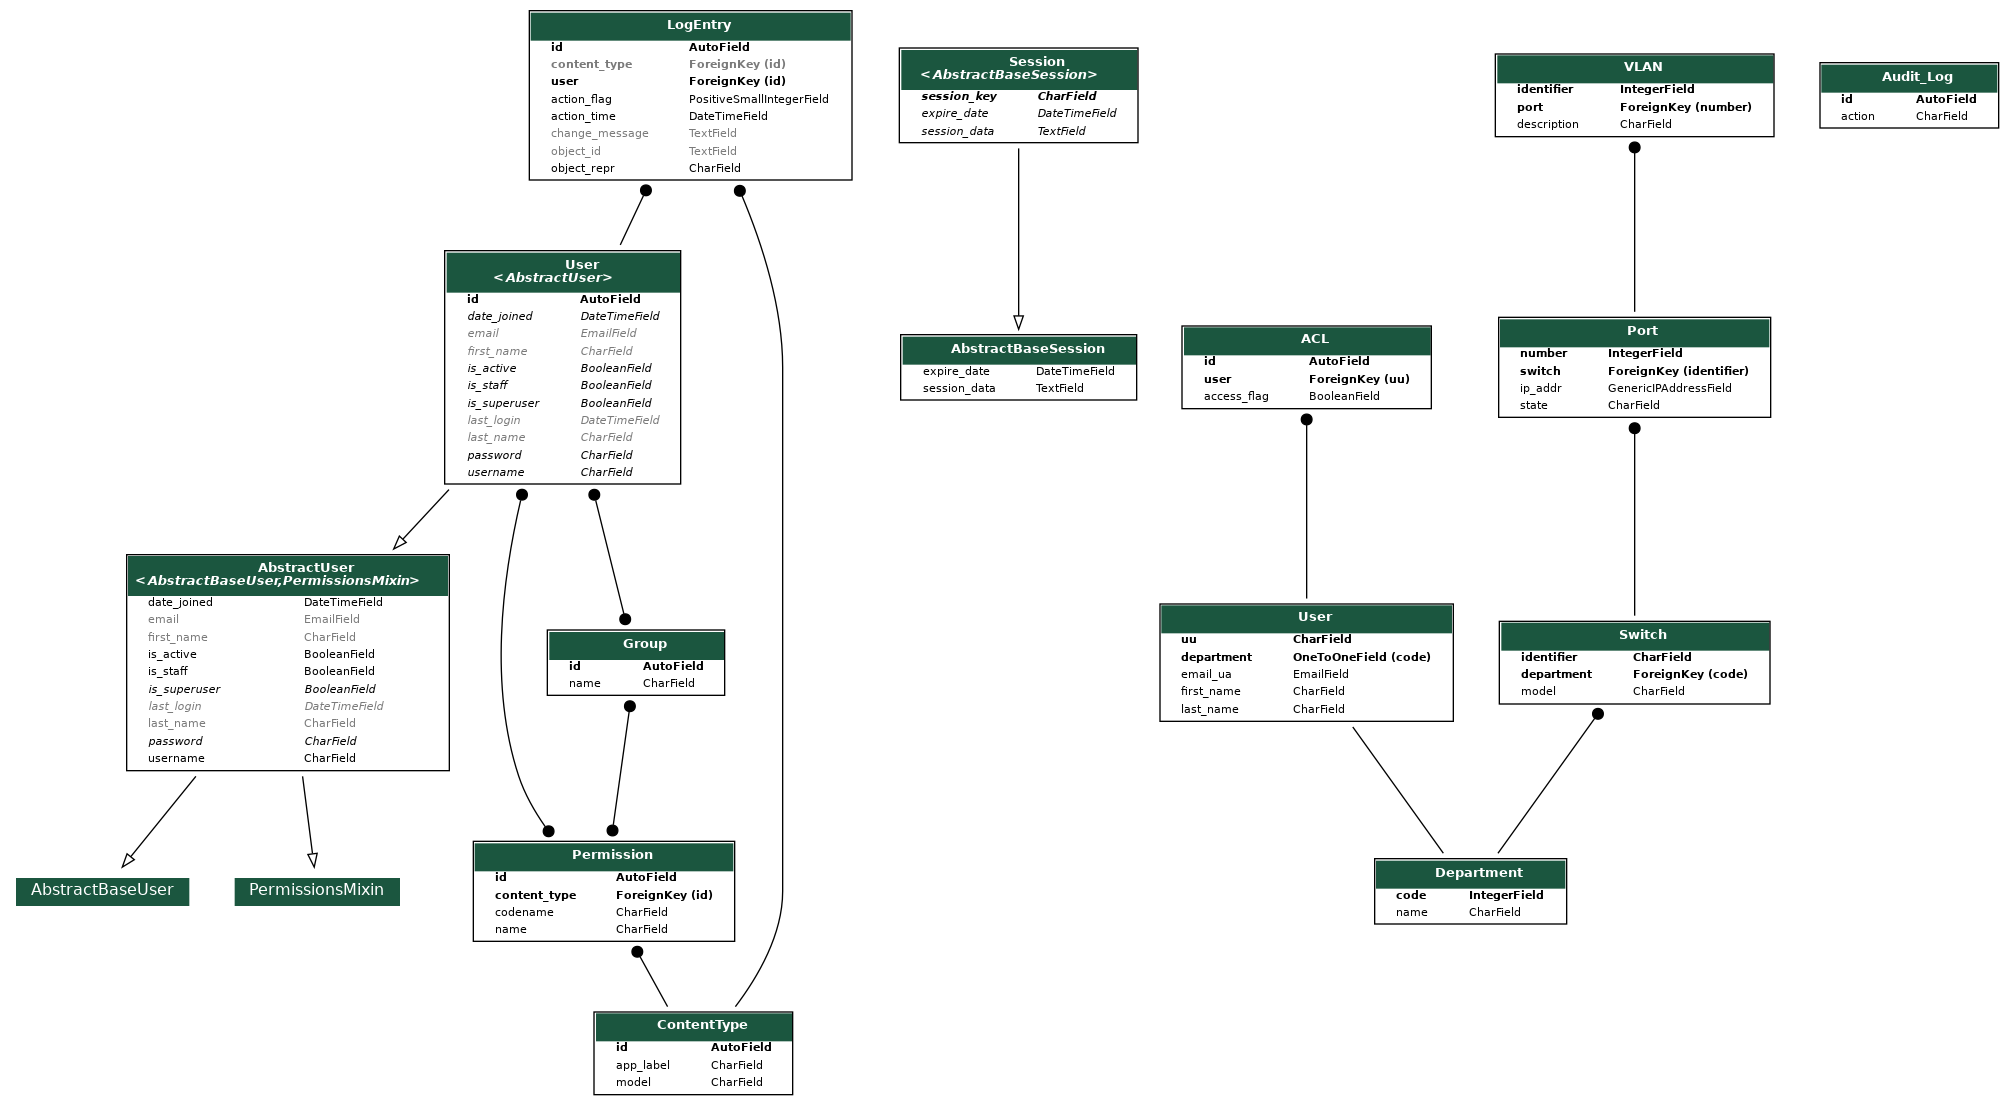 LogEntry
id AutoField
content_type ForeignKey (id)
user ForeignKey (id)
action_flag PositiveSmallIntegerField
action_time DateTimeField
change_message TextField
object_id TextField
object_repr CharField
Session
<AbstractBaseSession>
session_key CharField
expire_date DateTimeField
session_data TextField
VLAN
identifier IntegerField
port ForeignKey (number)
description CharField
Audit_Log
id AutoField
action CharField
User
<AbstractUser>
id AutoField
date_joined DateTimeField
email EmailField
first_name CharField
is_active BooleanField
is_staff BooleanField
is_superuser BooleanField
last_login DateTimeField
last_name CharField
password CharField
username CharField
AbstractBaseSession
expire_date DateTimeField
session_data TextField
ACL
id AutoField
user ForeignKey (uu)
access_flag BooleanField
Port
number IntegerField
switch ForeignKey (identifier)
ip_addr GenericIPAddressField
state CharField
AbstractUser
<AbstractBaseUser,PermissionsMixin>
date_joined DateTimeField
email EmailField
first_name CharField
is_active BooleanField
is_staff BooleanField
is_superuser BooleanField
last_login DateTimeField
last_name CharField
password CharField
username CharField
Group
id AutoField
name CharField
User
uu CharField
department OneToOneField (code)
email_ua EmailField
first_name CharField
last_name CharField
Switch
identifier CharField
department ForeignKey (code)
model CharField
AbstractBaseUser
PermissionsMixin
Permission
id AutoField
content_type ForeignKey (id)
codename CharField
name CharField
Department
code IntegerField
name CharField
ContentType
id AutoField
app_label CharField
model CharField